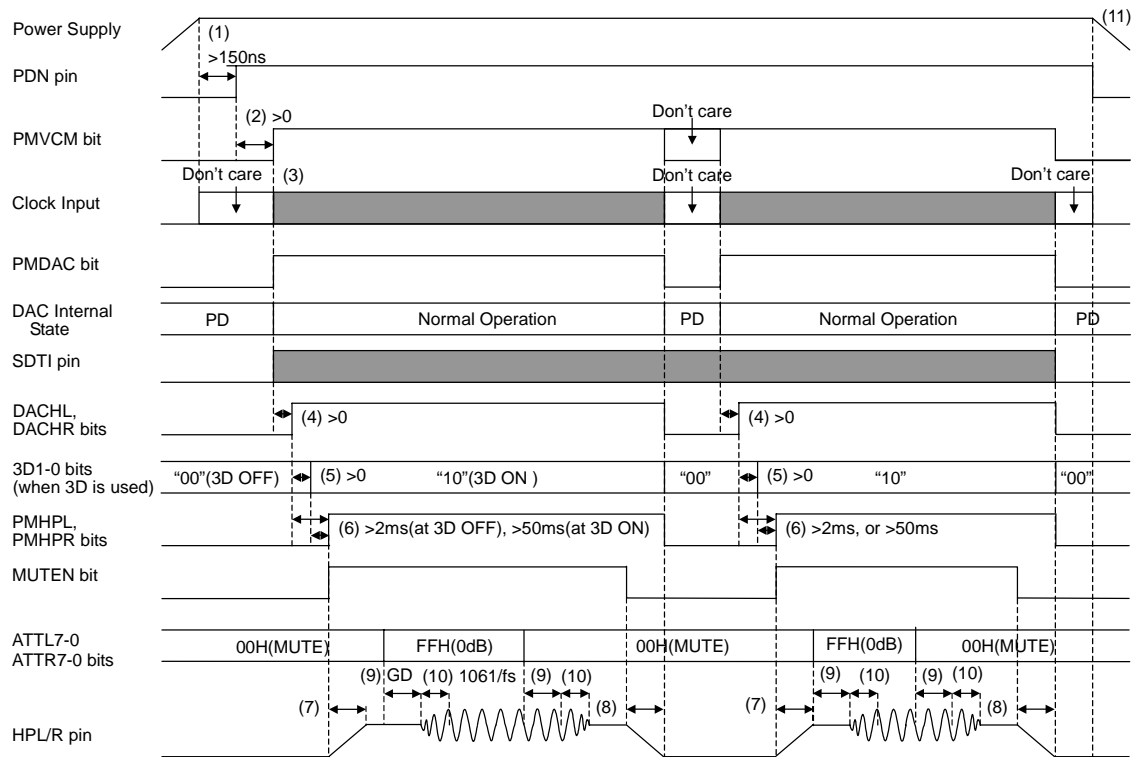 Power Supply
(1)
(11)
>150ns
PDN pin
(2) >0
Don't care
PMVCM bit
Don't care
(3)
Don't care
Don't care
Clock Input
PMDAC bit
DAC Internal
State
PD
Normal Operation
PD
Normal Operation
PD
SDTI pin
DACHL,
DACHR bits
(4) >0
(4) >0
3D1-0 bits
(when 3D is used)
“00”(3D OFF)
(5) >0
“10”(3D ON )
“00”
(5) >0
“10”
“00”
PMHPL,
PMHPR bits
(6) >2ms(at 3D OFF), >50ms(at 3D ON)
(6) >2ms, or >50ms
MUTEN bit
ATTL7-0
ATTR7-0 bits
00H(MUTE)
FFH(0dB)
00H(MUTE)
FFH(0dB)
00H(MUTE)
(9) GD
(10) 1061/fs
(9)
(10)
(9)
(10)
(9)
(10)
(7)
(8)
(7)
(8)
HPL/R pin